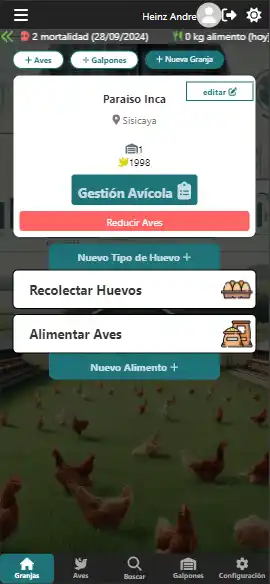 Heinz Andre
2 mortalidad (28/09/2024) 0 kg alimento (hoy)
+ Aves + Galpones + Nueva Granja
editar
Paraiso Inca
Sisicaya
1
1998
Gestión Avícola
Reducir Aves
Nuevo Tipo de Huevo +
Recolectar Huevos
Alimentar Aves
Nuevo Alimento +
Granjas Aves Buscar Galpones Configuración